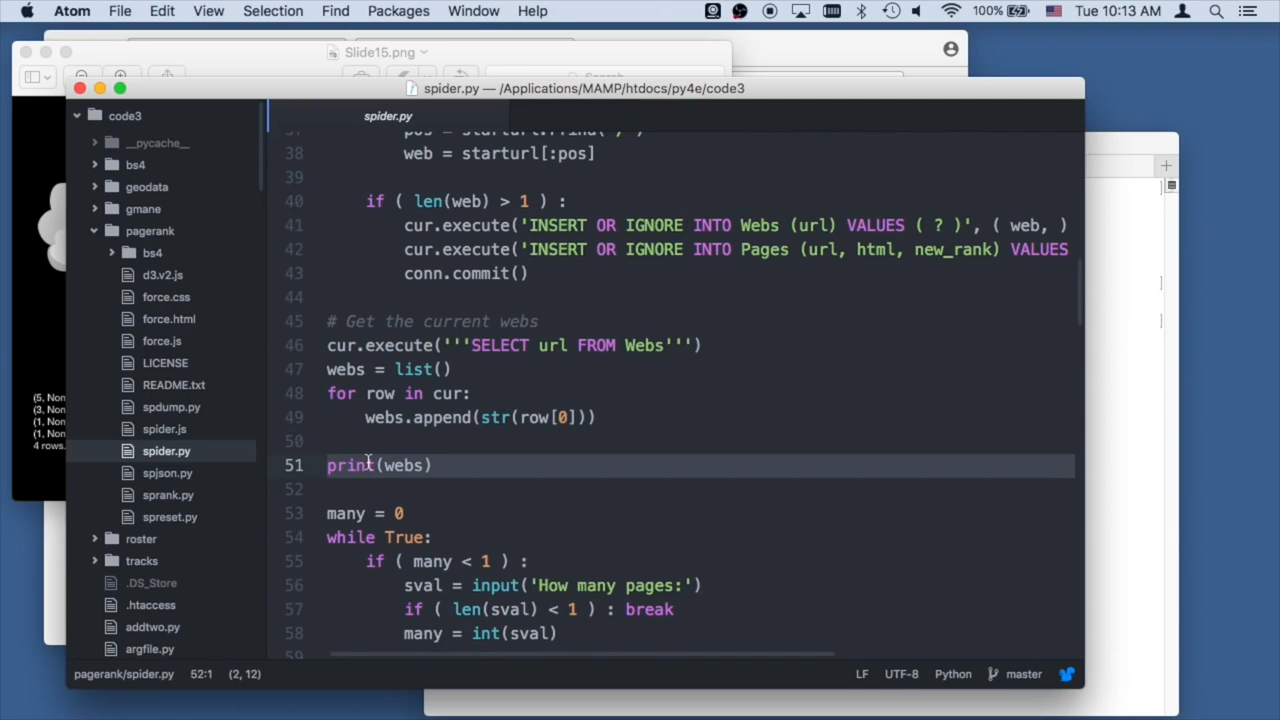 Atom File Edit View Selection Find Packages Window Help 100% Tue 10:13 AM
Slide15.png
spider.py — /Applications/MAMP/htdocs/py4e/code3
code3
__pycache__
bs4
geodata
gmane
pagerank
bs4
d3.v2.js
force.css
force.html
force.js
LICENSE
README.txt
spdump.py
spider.js
spider.py
spjson.py
sprank.py
spreset.py
roster
tracks
.DS_Store
.htaccess
addtwo.py
argfile.py
(5, Non
(3, Non
(1, Non
(1, Non
4 rows.
spider.py
38 web = starturl[:pos]
39
40 if ( len(web) > 1 ) :
41 cur.execute('INSERT OR IGNORE INTO Webs (url) VALUES ( ? )', ( web, )
42 cur.execute('INSERT OR IGNORE INTO Pages (url, html, new_rank) VALUES
43 conn.commit()
44
45 # Get the current webs
46 cur.execute('''SELECT url FROM Webs''')
47 webs = list()
48 for row in cur:
49 webs.append(str(row[0]))
50
51 print(webs)
52
53 many = 0
54 while True:
55 if ( many < 1 ) :
56 sval = input('How many pages:')
57 if ( len(sval) < 1 ) : break
58 many = int(sval)
59
pagerank/spider.py 52:1 (2, 12) LF UTF-8 Python master